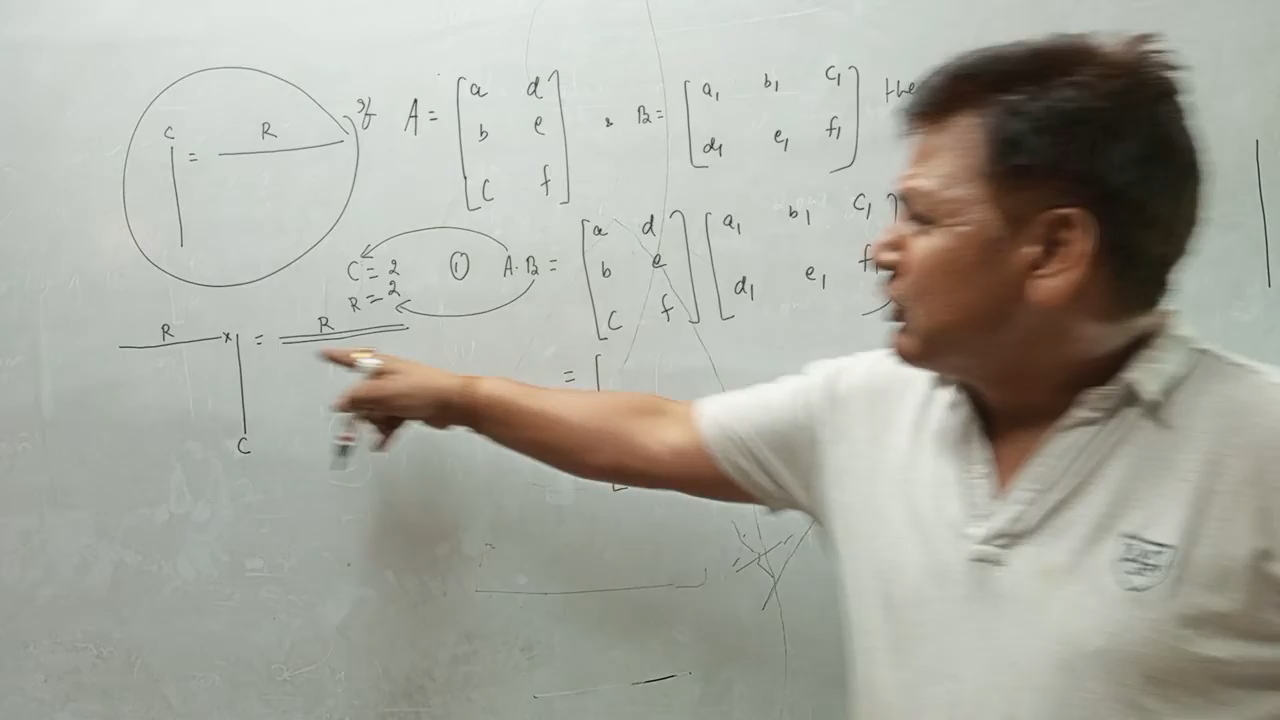 C = R
If A = [a d
b e
c f] & B = [a₁ b₁ c₁
d₁ e₁ f₁] the
C = 2
R = 2
① A.B = [a d
b e
c f] [a₁ b₁ c₁
d₁ e₁ f₁
R × C = R
= [